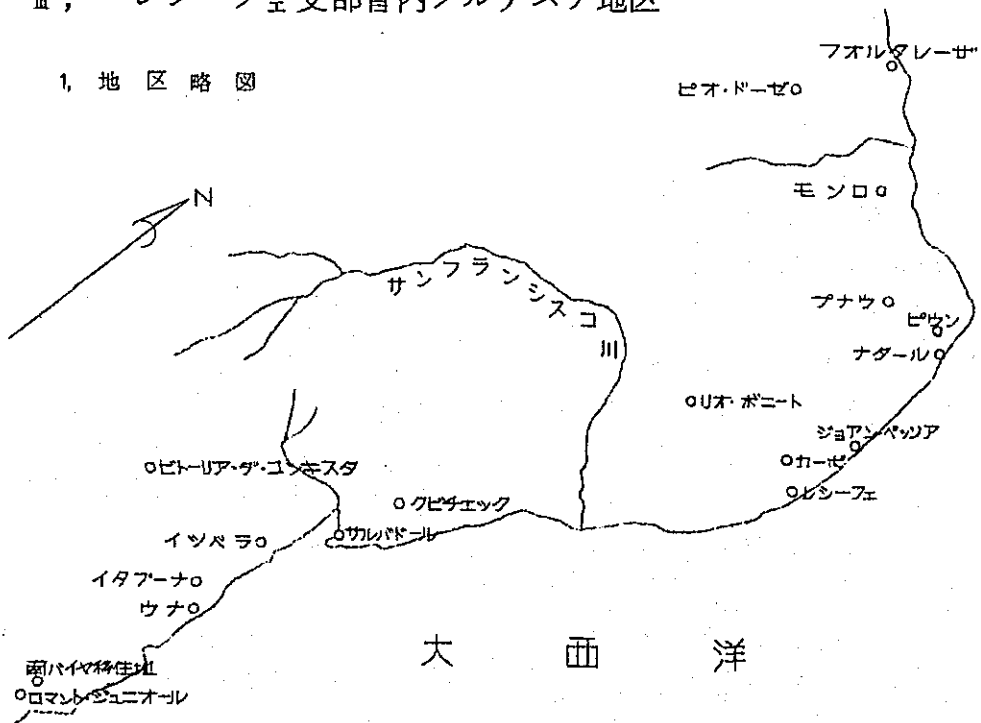 Ⅲ, レシーフェ支部管内ノルデステ地区
1, 地区略図
フオルタレーザ
ピオ・ドーゼ
モンロ
N
サンフランシスコ川
プナウ
ピウン
ナタール
リオ・ボニート
ジョアン・ペッソア
カーボ
レシーフェ
ビトーリア・ダ・コンキスタ
クビチェック
サルバドール
イツベラ
イタブーナ
ウナ
大西洋
南バイヤ移住地
ロマント・ジュニオール